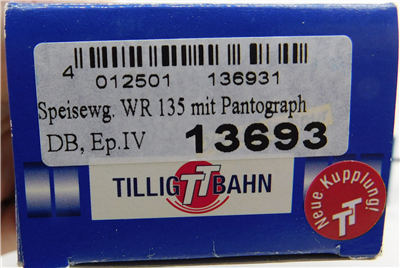 4 012501 136931
Speisewg. WR 135 mit Pantograph
DB, Ep.IV 13693
TILLIG TT BAHN
Neue Kupplung!
TT